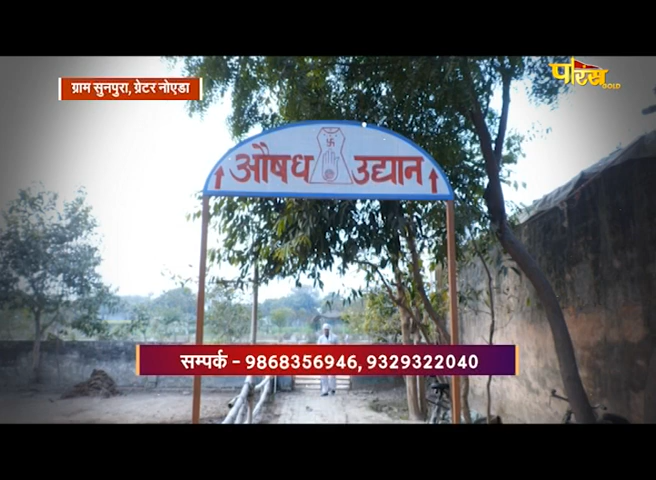 ग्राम सुनपुरा, ग्रेटर नोएडा
पारस
GOLD
औषध उद्यान
सम्पर्क - 9868356946, 9329322040